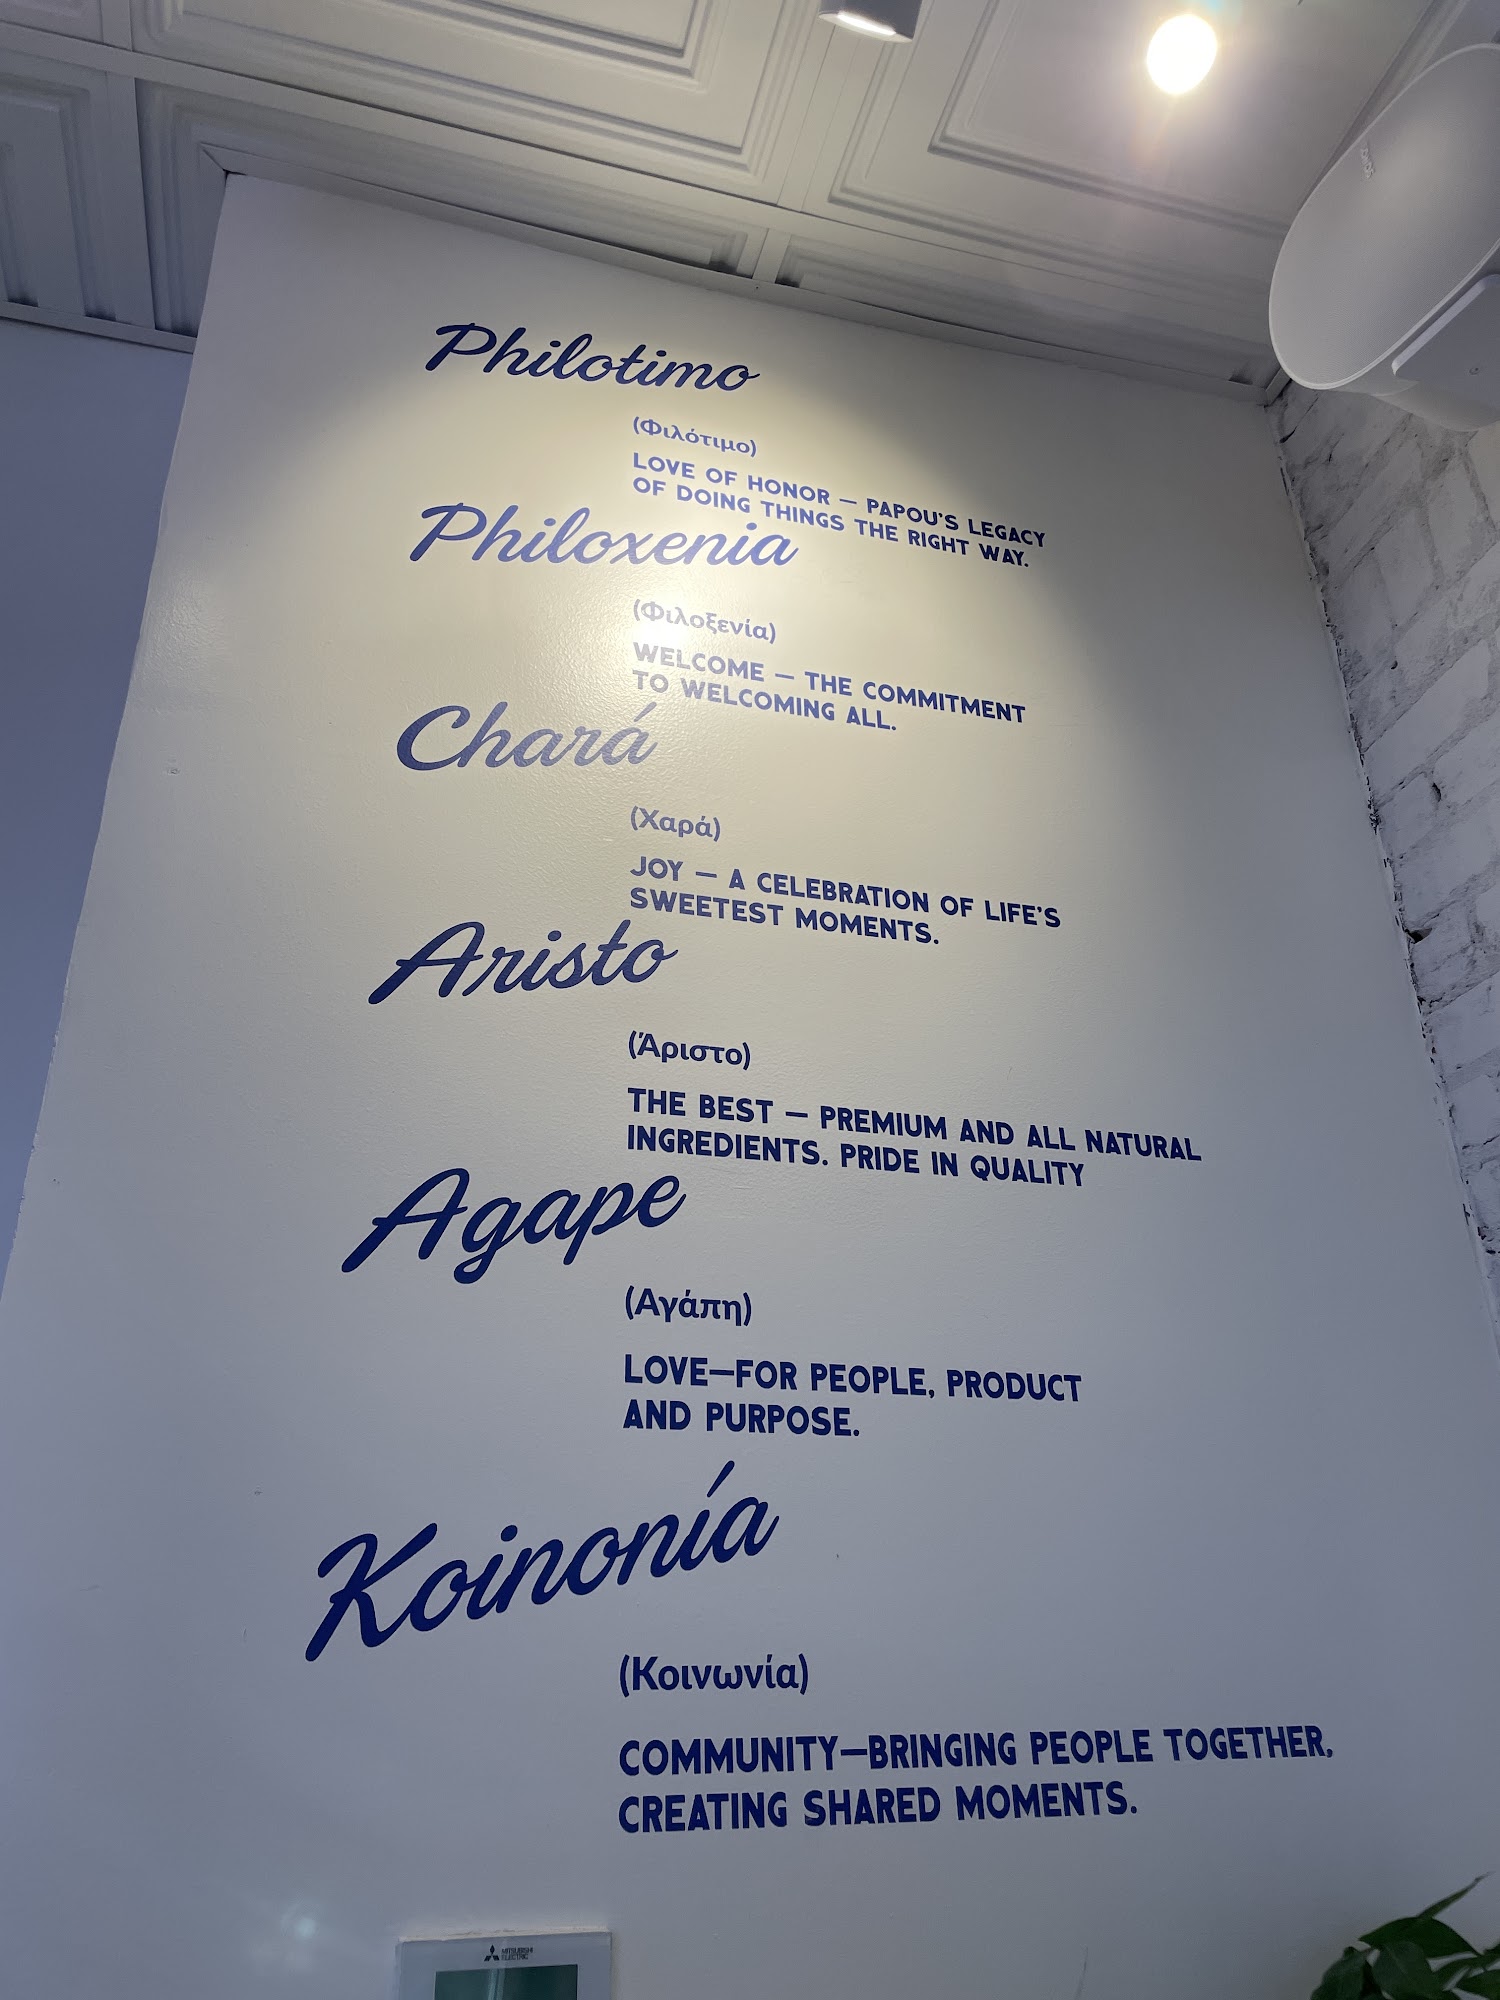 Philotimo
(Φιλότιμο)
LOVE OF HONOR – PAPOU'S LEGACY
OF DOING THINGS THE RIGHT WAY.
Philoxenia
(Φιλοξενία)
WELCOME – THE COMMITMENT
TO WELCOMING ALL.
Chará
(Χαρά)
JOY – A CELEBRATION OF LIFE'S
SWEETEST MOMENTS.
Aristo
(Άριστο)
THE BEST – PREMIUM AND ALL NATURAL
INGREDIENTS. PRIDE IN QUALITY
Agape
(Αγάπη)
LOVE—FOR PEOPLE, PRODUCT
AND PURPOSE.
Koinonía
(Κοινωνία)
COMMUNITY—BRINGING PEOPLE TOGETHER,
CREATING SHARED MOMENTS.
MITSUBISHI
ELECTRIC
SONOS